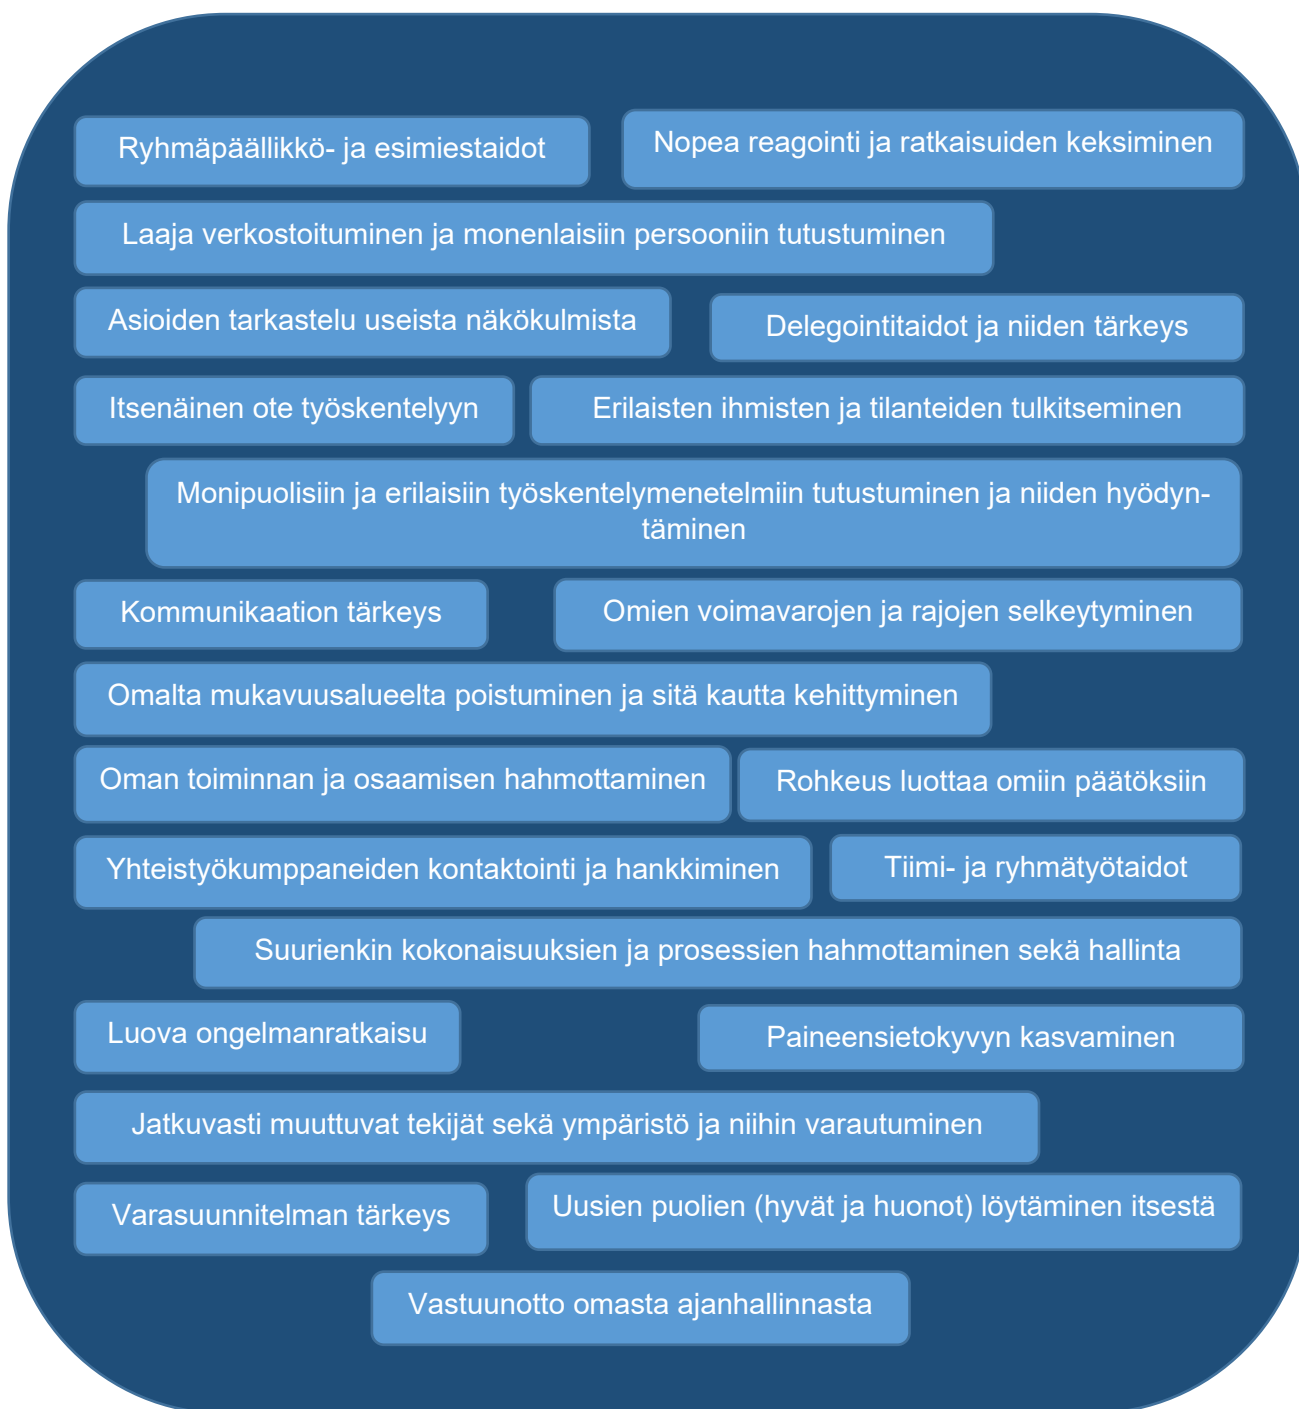 Ryhmäpäällikkö- ja esimiestaidot
Nopea reagointi ja ratkaisuiden keksiminen
Laaja verkostoituminen ja monenlaisiin persooniin tutustuminen
Asioiden tarkastelu useista näkökulmista
Delegointitaidot ja niiden tärkeys
Itsenäinen ote työskentelyyn
Erilaisten ihmisten ja tilanteiden tulkitseminen
Monipuolisiin ja erilaisiin työskentelymenetelmiin tutustuminen ja niiden hyödyn-
täminen
Kommunikaation tärkeys
Omien voimavarojen ja rajojen selkeytyminen
Omalta mukavuusalueelta poistuminen ja sitä kautta kehittyminen
Oman toiminnan ja osaamisen hahmottaminen
Rohkeus luottaa omiin päätöksiin
Yhteistyökumppaneiden kontaktointi ja hankkiminen
Tiimi- ja ryhmätyötaidot
Suurienkin kokonaisuuksien ja prosessien hahmottaminen sekä hallinta
Luova ongelmanratkaisu
Paineensietokyvyn kasvaminen
Jatkuvasti muuttuvat tekijät sekä ympäristö ja niihin varautuminen
Varasuunnitelman tärkeys
Uusien puolien (hyvät ja huonot) löytäminen itsestä
Vastuunotto omasta ajanhallinnasta